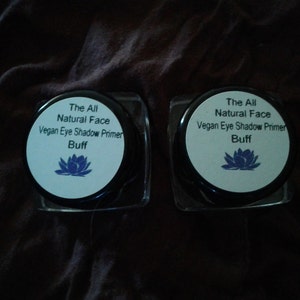 The All
Natural Face
Vegan Eye Shadow Primer
Buff
The All
Natural Face
Vegan Eye Shadow Primer
Buff